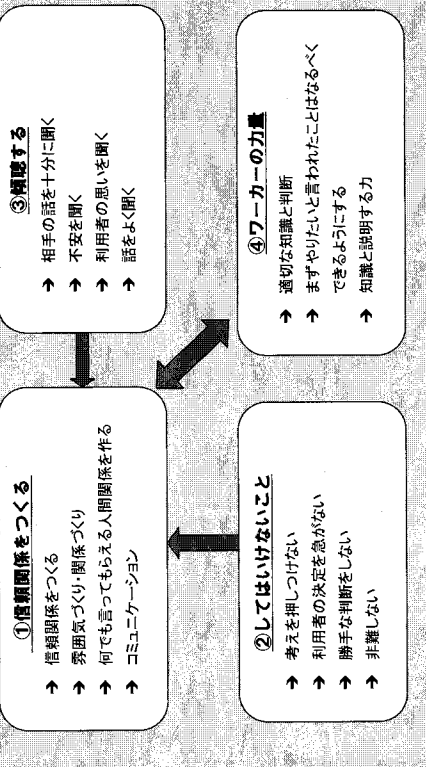 ①信頼関係をつくる
➔ 信頼関係をつくる
➔ 雰囲気づくり・関係づくり
➔ 何でも言ってもらえる人間関係を作る
➔ コミュニケーション
②してはいけないこと
➔ 考えを押しつけない
➔ 利用者の決定を急がない
➔ 勝手な判断をしない
➔ 非難しない
③傾聴する
➔ 相手の話を十分に聞く
➔ 不安を聞く
➔ 利用者の思いを聞く
➔ 話をよく聞く
④ワーカーの力量
➔ 適切な知識と判断
➔ まずやりたいと言われたことはなるべく
できるようにする
➔ 知識と説明する力